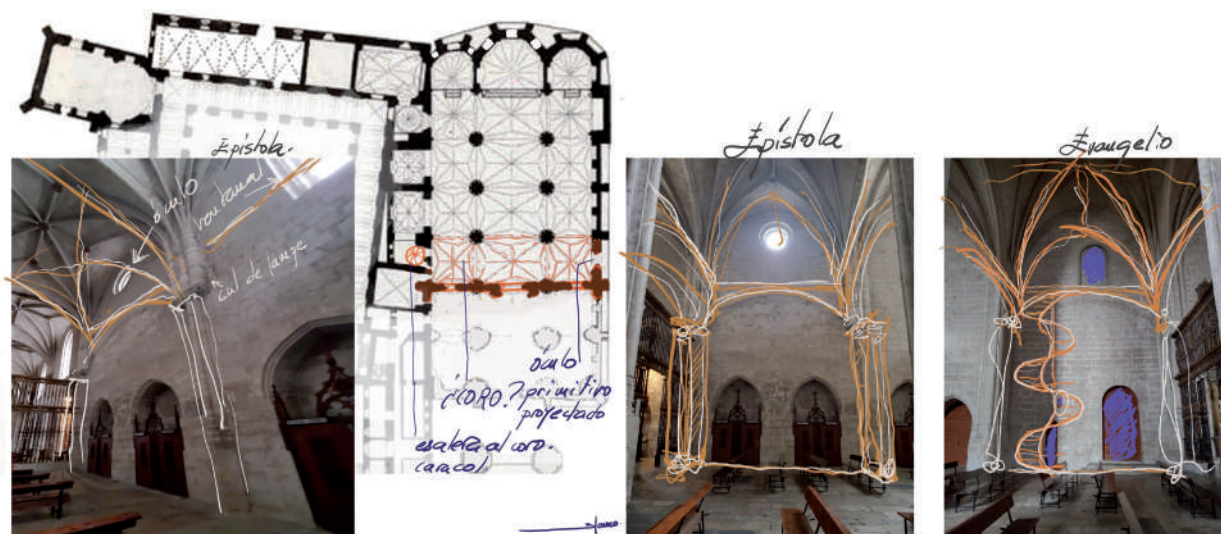 Epístola.
óculo
ventanal
cul de lampe
Epístola
Evangelio
óculo
¿CORO.? primitivo
proyectado
escalera al coro.
caracol